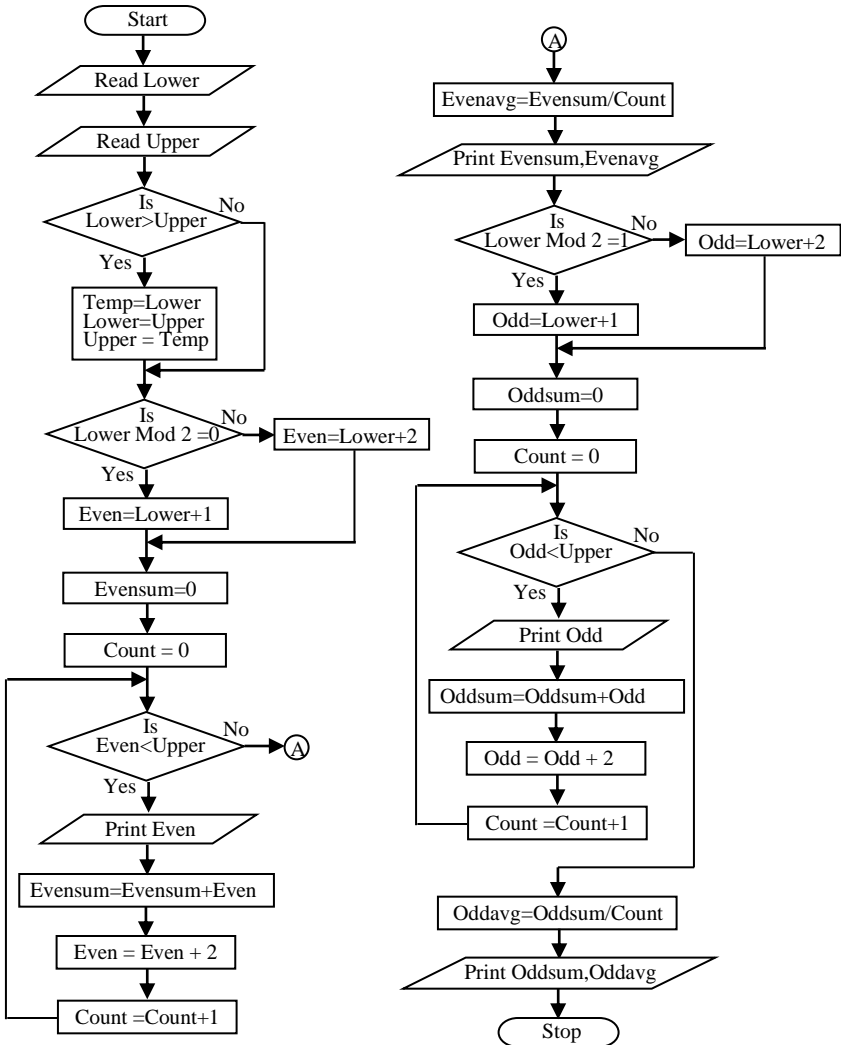 Start
Read Lower
Read Upper
Is
Lower>Upper
No
Yes
Temp=Lower
Lower=Upper
Upper = Temp
Is
Lower Mod 2 =0
No
Even=Lower+2
Yes
Even=Lower+1
Evensum=0
Count = 0
Is
Even<Upper
No
A
Yes
Print Even
Evensum=Evensum+Even
Even = Even + 2
Count =Count+1
A
Evenavg=Evensum/Count
Print Evensum,Evenavg
Is
Lower Mod 2 =1
No
Odd=Lower+2
Yes
Odd=Lower+1
Oddsum=0
Count = 0
Is
Odd<Upper
No
Yes
Print Odd
Oddsum=Oddsum+Odd
Odd = Odd + 2
Count =Count+1
Oddavg=Oddsum/Count
Print Oddsum,Oddavg
Stop